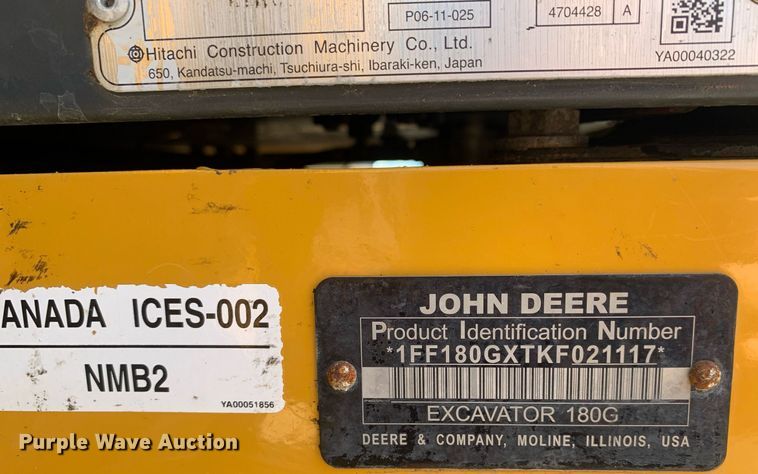 P06-11-025
4704428 A
Hitachi Construction Machinery Co., Ltd.
650, Kandatsu-machi, Tsuchiura-shi, Ibaraki-ken, Japan
YA00040322
ANADA ICES-002
NMB2
YA00051656
JOHN DEERE
Product Identification Number
*1FF180GXTKF021117*
EXCAVATOR 180G
DEERE & COMPANY, MOLINE, ILLINOIS, USA
Purple Wave Auction